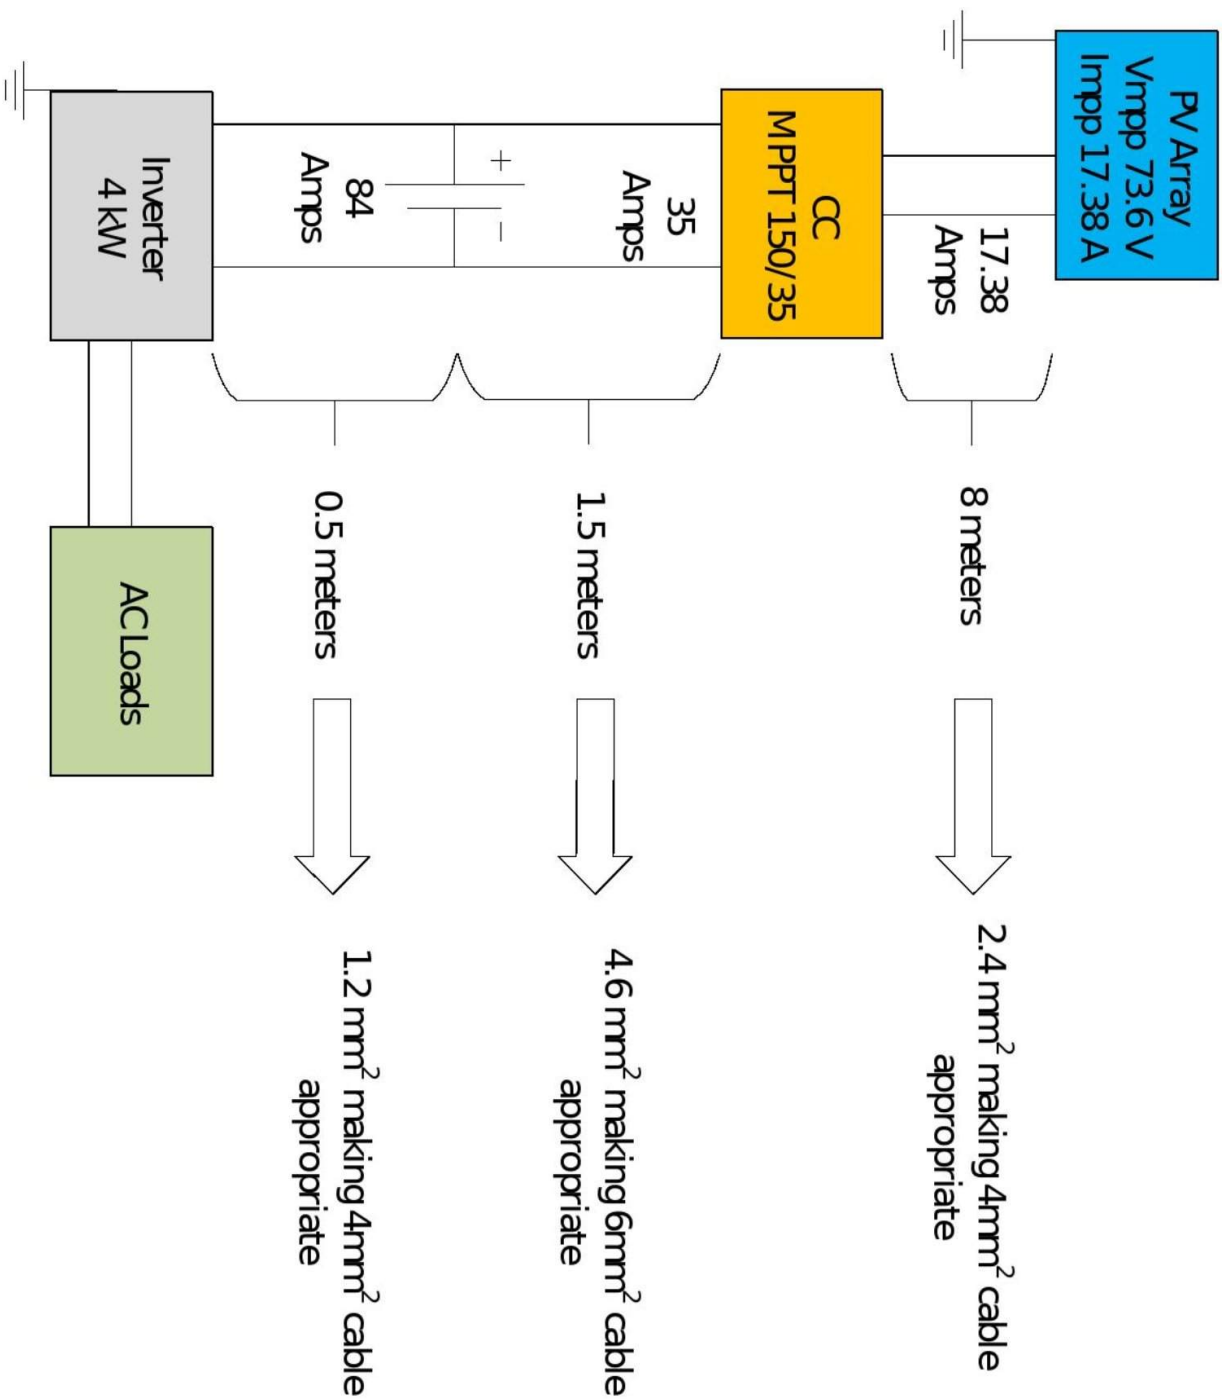 PV Array
Vmpp 73.6 V
Impp 17.38 A
17.38
Amps
8 meters
2.4 mm² making 4mm² cable
appropriate
CC
MPPT 150/35
35
Amps
+
−
1.5 meters
4.6 mm² making 6mm² cable
appropriate
84
Amps
0.5 meters
1.2 mm² making 4mm² cable
appropriate
Inverter
4 kW
AC Loads